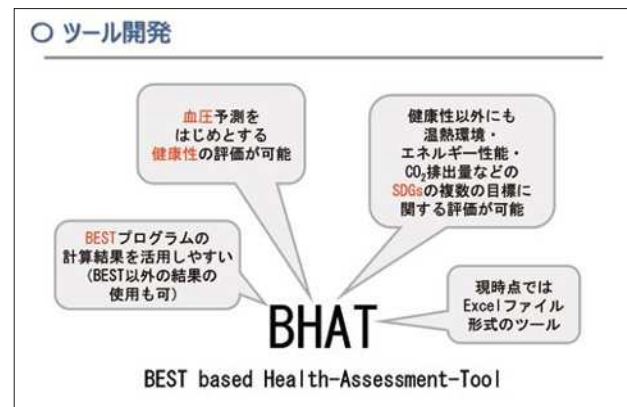 ○ ツール開発
血圧予測を
はじめとする
健康性の評価が可能
健康性以外にも
温熱環境・
エネルギー性能・
CO₂排出量などの
SDGsの複数の目標に
関する評価が可能
BESTプログラムの
計算結果を活用しやすい
(BEST以外の結果の
使用も可)
現時点では
Excelファイル
形式のツール
BHAT
BEST based Health-Assessment-Tool